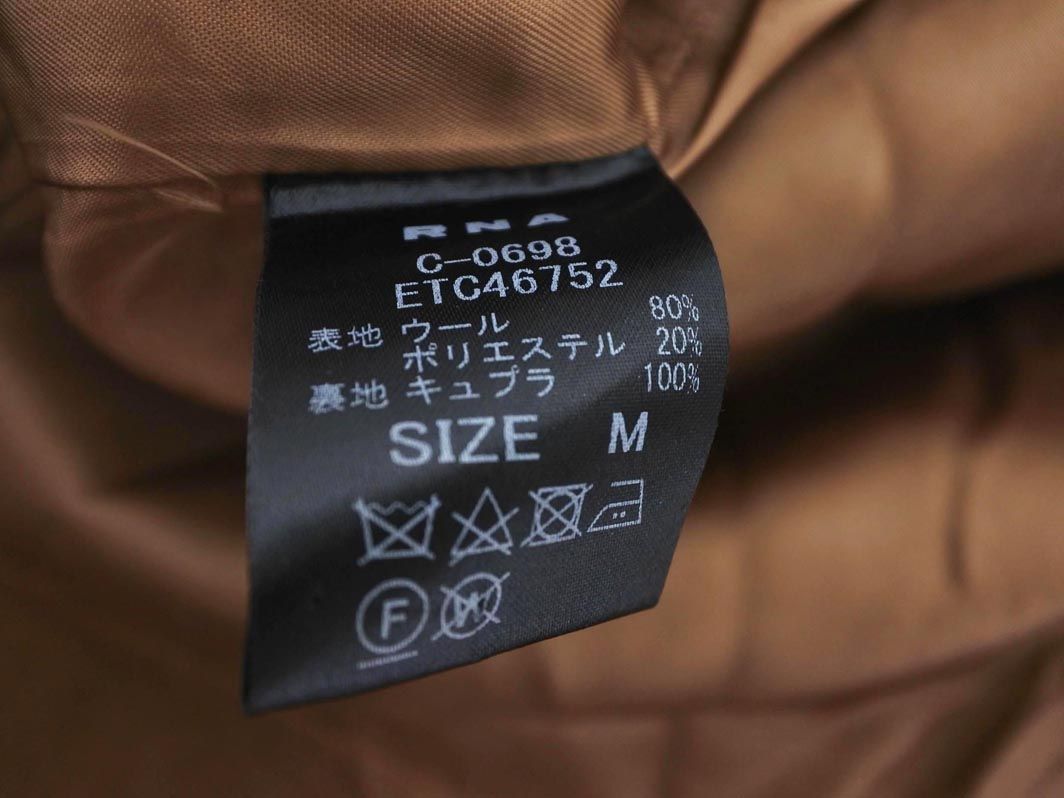 RNA
C-0698
ETC46752
表地 ウール 80%
ポリエステル 20%
裏地 キュプラ 100%
SIZE M
F W